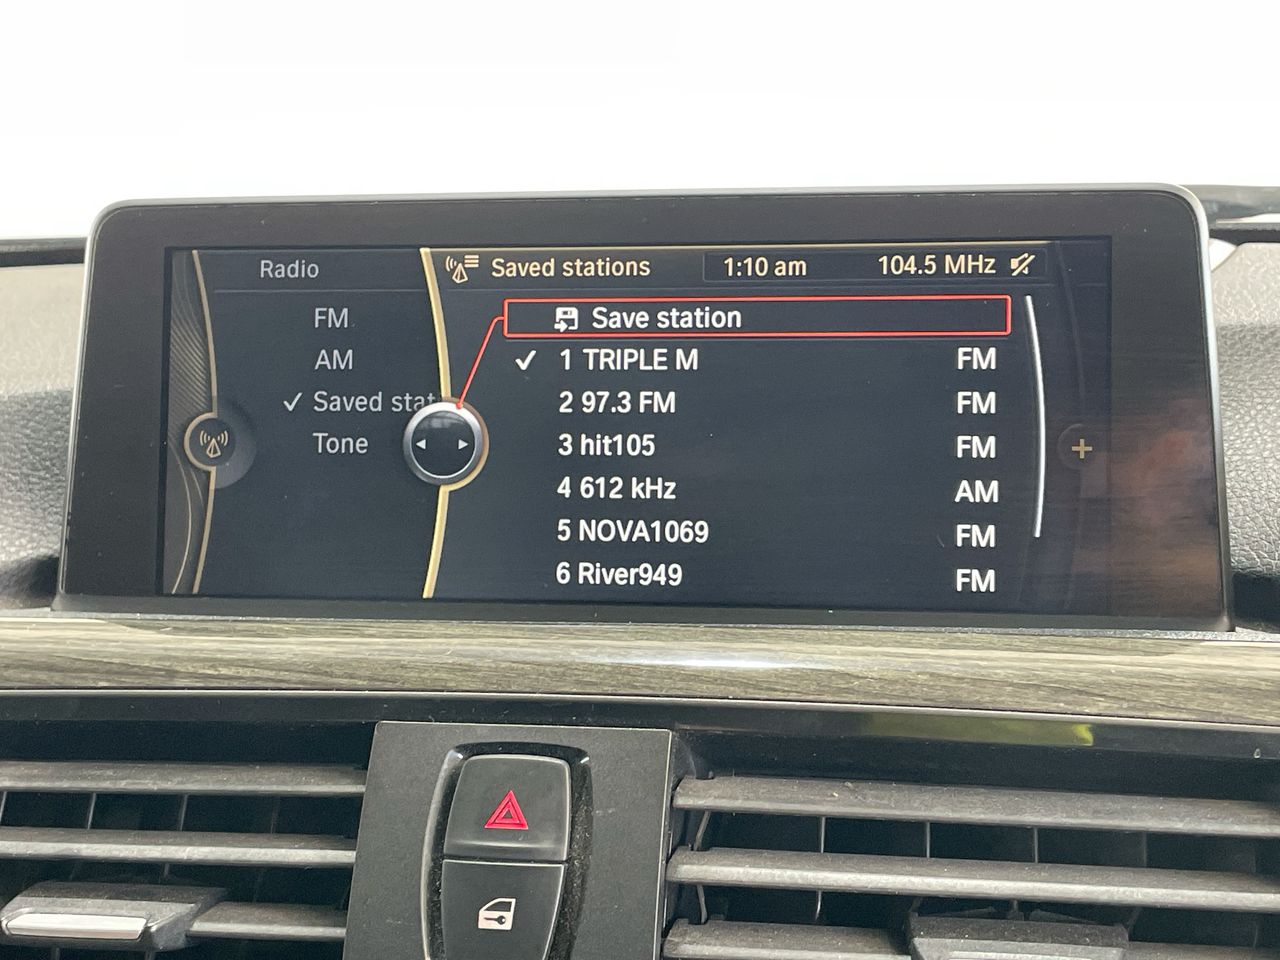 Radio
Saved stations
1:10 am
104.5 MHz
FM
AM
Saved stat
Tone
Save station
1 TRIPLE M FM
2 97.3 FM FM
3 hit105 FM
4 612 kHz AM
5 NOVA1069 FM
6 River949 FM
+